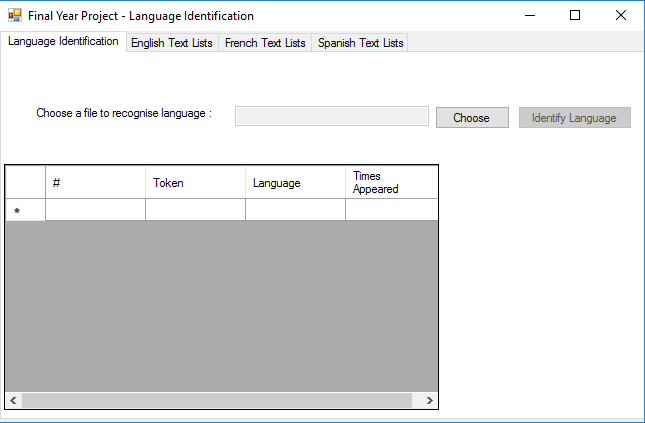 Final Year Project - Language Identification
Language Identification English Text Lists French Text Lists Spanish Text Lists
Choose a file to recognise language :
Choose
Identify Language
# Token Language Times
Appeared
*